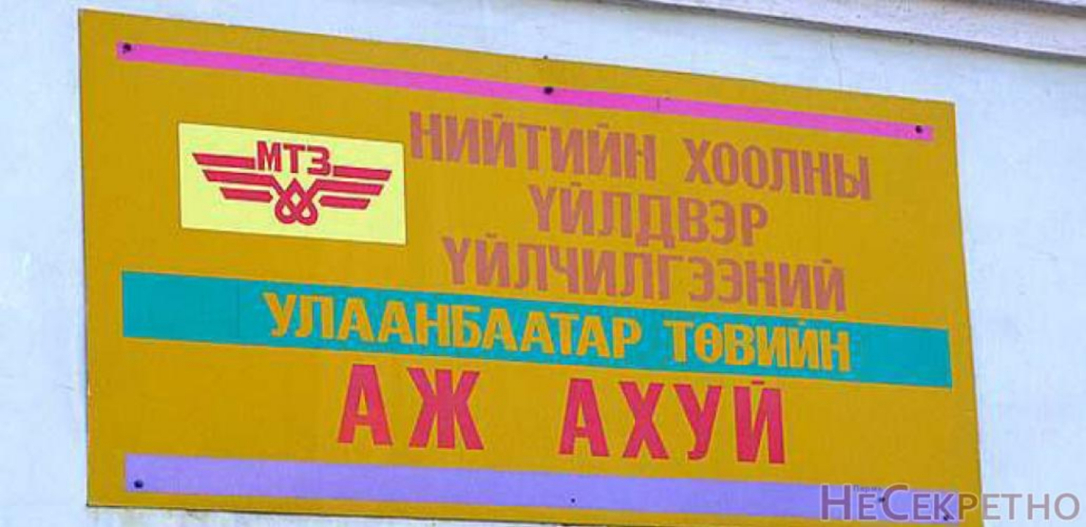 МТЗ
НИЙТИЙН ХООЛНЫ
ҮЙЛДВЭР
ҮЙЛЧИЛГЭЭНИЙ
УЛААНБААТАР ТӨВИЙН
АЖ АХУЙ
НЕСЕКРЕТНО